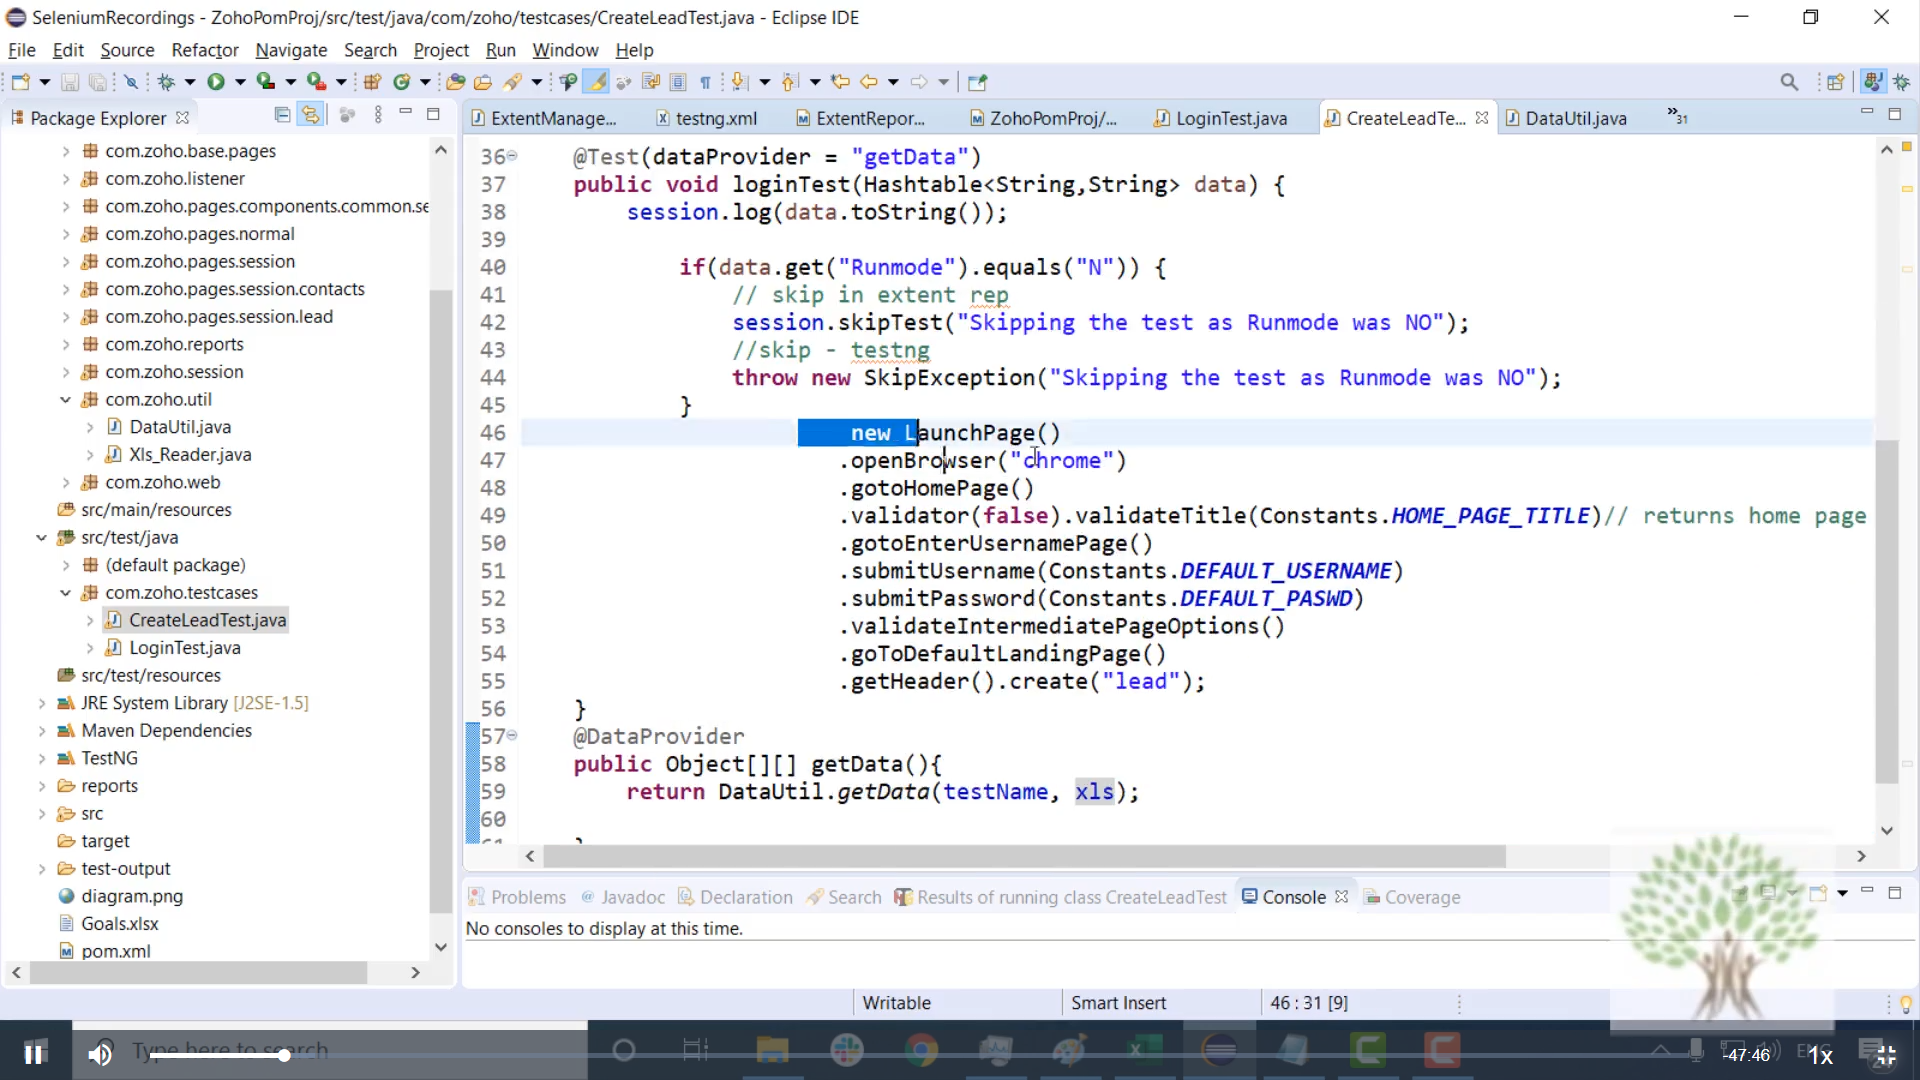 SeleniumRecordings - ZohoPomProj/src/test/java/com/zoho/testcases/CreateLeadTest.java - Eclipse IDE
File Edit Source Refactor Navigate Search Project Run Window Help
Package Explorer
ExtentManage... testng.xml ExtentRepor... ZohoPomProj/... LoginTest.java CreateLeadTe... DataUtil.java »31
com.zoho.base.pages
com.zoho.listener
com.zoho.pages.components.common.se
com.zoho.pages.normal
com.zoho.pages.session
com.zoho.pages.session.contacts
com.zoho.pages.session.lead
com.zoho.reports
com.zoho.session
com.zoho.util
DataUtil.java
Xls_Reader.java
com.zoho.web
src/main/resources
src/test/java
(default package)
com.zoho.testcases
CreateLeadTest.java
LoginTest.java
src/test/resources
JRE System Library [J2SE-1.5]
Maven Dependencies
TestNG
reports
src
target
test-output
diagram.png
Goals.xlsx
pom.xml
36 @Test(dataProvider = "getData")
37 public void loginTest(Hashtable<String,String> data) {
38 session.log(data.toString());
39
40 if(data.get("Runmode").equals("N")) {
41 // skip in extent rep
42 session.skipTest("Skipping the test as Runmode was NO");
43 //skip - testng
44 throw new SkipException("Skipping the test as Runmode was NO");
45 }
46 new LaunchPage()
47 .openBrowser("chrome")
48 .gotoHomePage()
49 .validator(false).validateTitle(Constants.HOME_PAGE_TITLE)// returns home page
50 .gotoEnterUsernamePage()
51 .submitUsername(Constants.DEFAULT_USERNAME)
52 .submitPassword(Constants.DEFAULT_PASWD)
53 .validateIntermediatePageOptions()
54 .goToDefaultLandingPage()
55 .getHeader().create("lead");
56 }
57 @DataProvider
58 public Object[][] getData(){
59 return DataUtil.getData(testName, xls);
60
Problems Javadoc Declaration Search Results of running class CreateLeadTest Console Coverage
No consoles to display at this time.
Writable Smart Insert 46 : 31 [9]
Type here to search
-47:46 1x
ENG